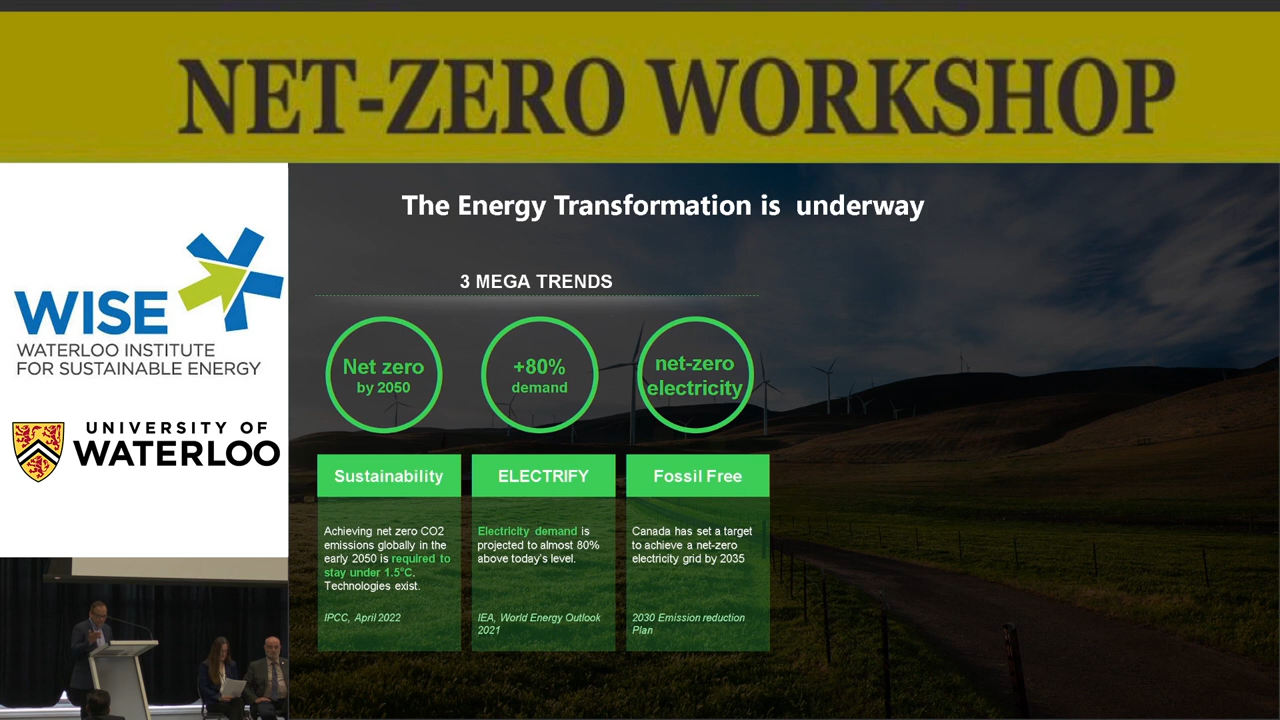 NET-ZERO WORKSHOP
WISE
WATERLOO INSTITUTE
FOR SUSTAINABLE ENERGY
UNIVERSITY OF
WATERLOO
The Energy Transformation is  underway
3 MEGA TRENDS
Net zero
by 2050
+80%
demand
net-zero
electricity
Sustainability
Achieving net zero CO2
emissions globally in the
early 2050 is required to
stay under 1.5°C.
Technologies exist.
IPCC, April 2022
ELECTRIFY
Electricity demand is
projected to almost 80%
above today's level.
IEA, World Energy Outlook
2021
Fossil Free
Canada has set a target
to achieve a net-zero
electricity grid by 2035
2030 Emission reduction
Plan